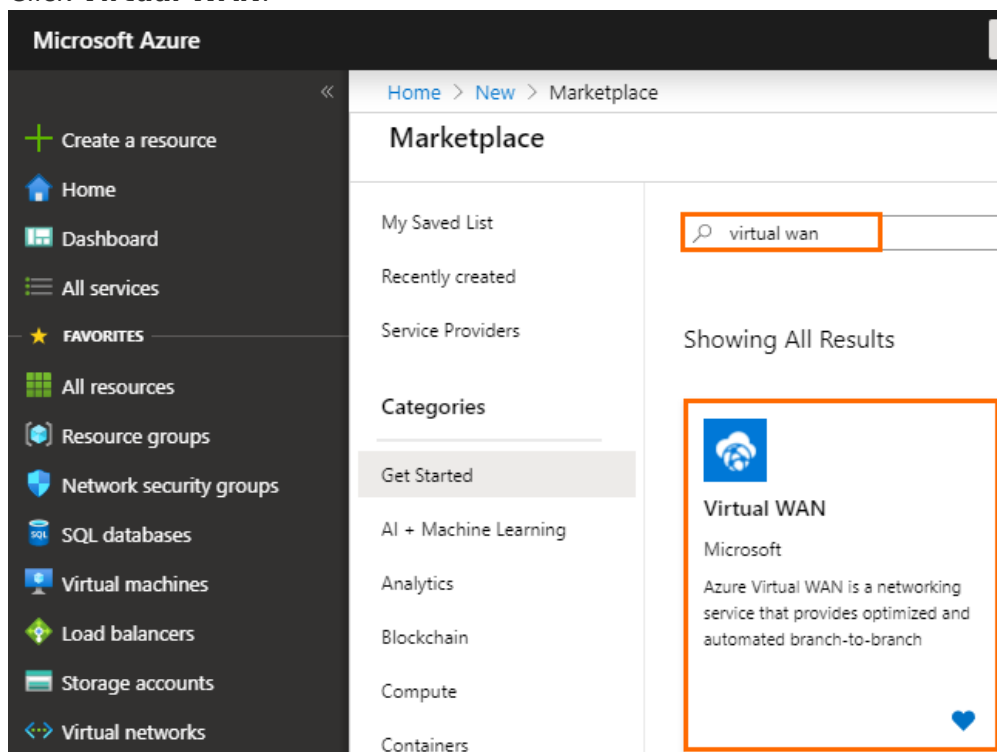 Click Virtual WAN.
Microsoft Azure
«
Home > New > Marketplace
Create a resource
Home
Dashboard
All services
FAVORITES
All resources
Resource groups
Network security groups
SQL databases
Virtual machines
Load balancers
Storage accounts
Virtual networks
Marketplace
My Saved List
Recently created
Service Providers
Categories
Get Started
AI + Machine Learning
Analytics
Blockchain
Compute
Containers
virtual wan
Showing All Results
Virtual WAN
Microsoft
Azure Virtual WAN is a networking
service that provides optimized and
automated branch-to-branch